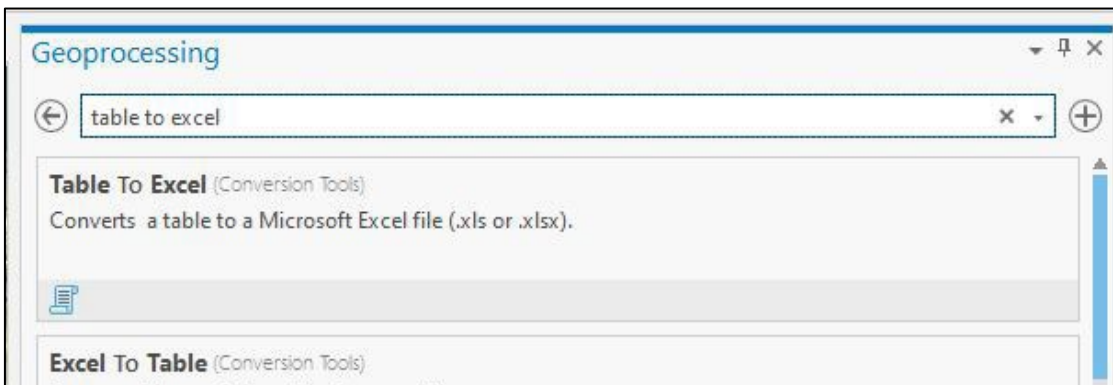 Geoprocessing
table to excel
Table To Excel (Conversion Tools)
Converts a table to a Microsoft Excel file (.xls or .xlsx).
Excel To Table (Conversion Tools)